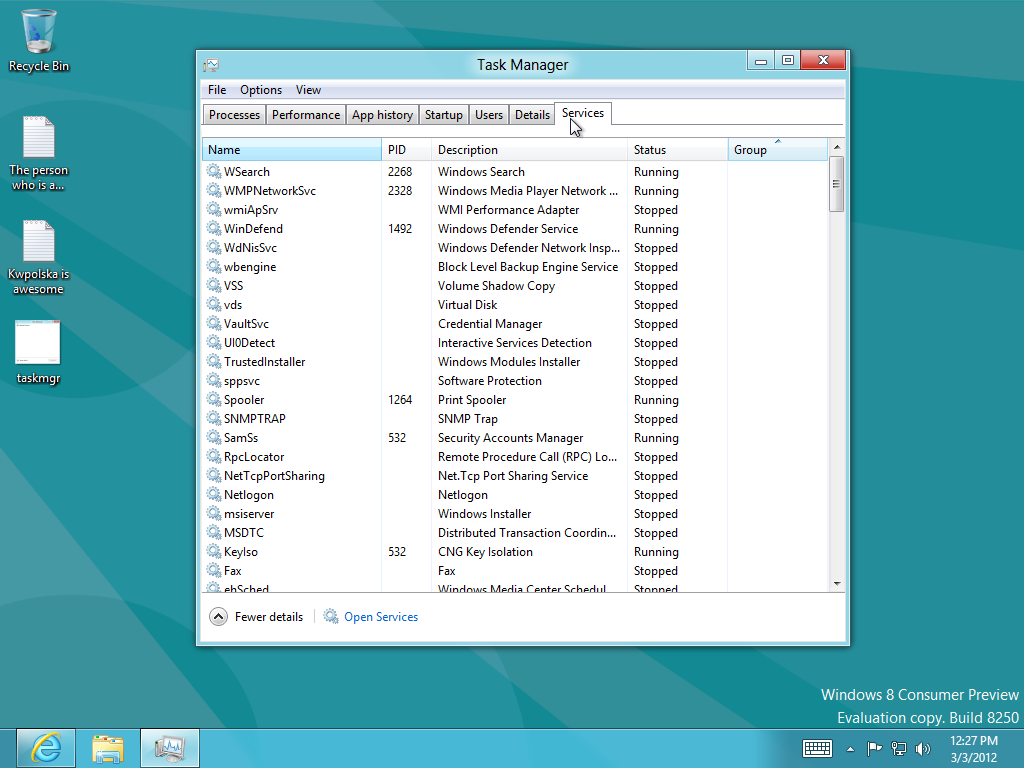 Recycle Bin
The person
who is a...
Kwpolska is
awesome
taskmgr
Task Manager
File Options View
Processes Performance App history Startup Users Details Services
Name PID Description Status Group
WSearch 2268 Windows Search Running
WMPNetworkSvc 2328 Windows Media Player Network ... Running
wmiApSrv WMI Performance Adapter Stopped
WinDefend 1492 Windows Defender Service Running
WdNisSvc Windows Defender Network Insp... Stopped
wbengine Block Level Backup Engine Service Stopped
VSS Volume Shadow Copy Stopped
vds Virtual Disk Stopped
VaultSvc Credential Manager Stopped
UI0Detect Interactive Services Detection Stopped
TrustedInstaller Windows Modules Installer Stopped
sppsvc Software Protection Stopped
Spooler 1264 Print Spooler Running
SNMPTRAP SNMP Trap Stopped
SamSs 532 Security Accounts Manager Running
RpcLocator Remote Procedure Call (RPC) Lo... Stopped
NetTcpPortSharing Net.Tcp Port Sharing Service Stopped
Netlogon Netlogon Stopped
msiserver Windows Installer Stopped
MSDTC Distributed Transaction Coordin... Stopped
KeyIso 532 CNG Key Isolation Running
Fax Fax Stopped
ehSched Windows Media Center Schedul Stopped
Fewer details Open Services
Windows 8 Consumer Preview
Evaluation copy. Build 8250
12:27 PM
3/3/2012